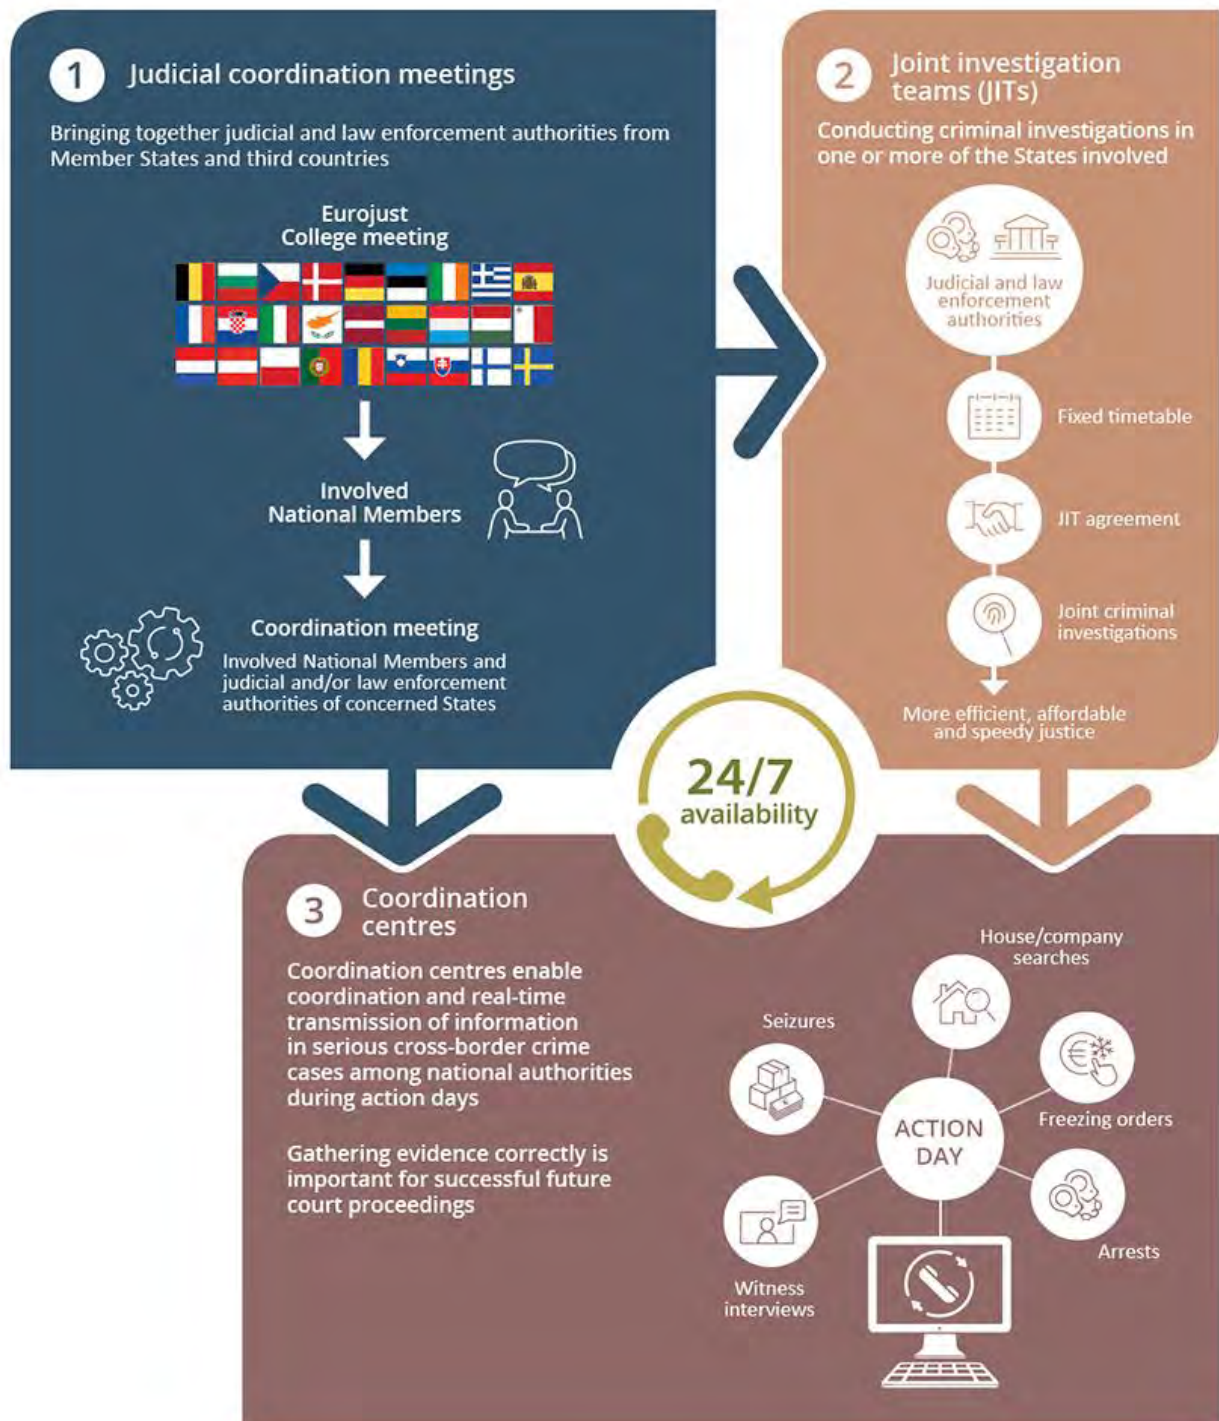 1 Judicial coordination meetings
Bringing together judicial and law enforcement authorities from
Member States and third countries
Eurojust
College meeting
Involved
National Members
Coordination meeting
Involved National Members and
judicial and/or law enforcement
authorities of concerned States
2 Joint investigation
teams (JITs)
Conducting criminal investigations in
one or more of the States involved
Judicial and law
enforcement
authorities
Fixed timetable
JIT agreement
Joint criminal
investigations
More efficient, affordable
and speedy justice
24/7
availability
3 Coordination
centres
Coordination centres enable
coordination and real-time
transmission of information
in serious cross-border crime
cases among national authorities
during action days
Gathering evidence correctly is
important for successful future
court proceedings
House/company
searches
Seizures
Freezing orders
ACTION
DAY
Arrests
Witness
interviews